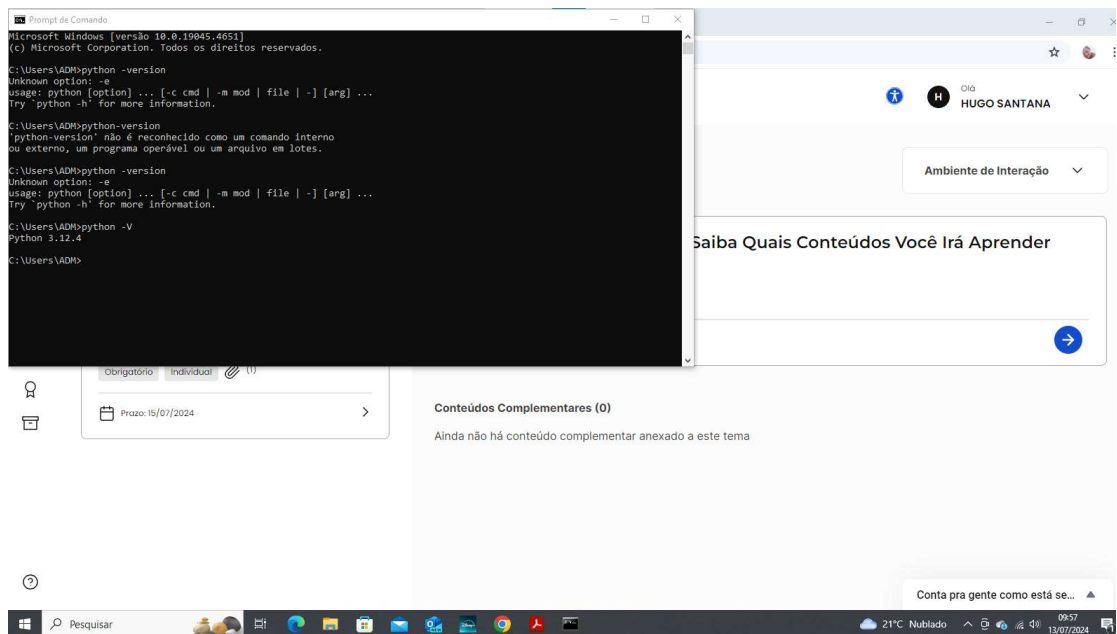 Prompt de Comando
Microsoft Windows [versão 10.0.19045.4651]
(c) Microsoft Corporation. Todos os direitos reservados.
C:\Users\ADM>python -version
Unknown option: -e
usage: python [option] ... [-c cmd | -m mod | file | -] [arg] ...
Try `python -h' for more information.
C:\Users\ADM>python-version
'python-version' não é reconhecido como um comando interno
ou externo, um programa operável ou um arquivo em lotes.
C:\Users\ADM>python -version
Unknown option: -e
usage: python [option] ... [-c cmd | -m mod | file | -] [arg] ...
Try `python -h' for more information.
C:\Users\ADM>python -V
Python 3.12.4
C:\Users\ADM>
H
Olá
HUGO SANTANA
Ambiente de Interação
Saiba Quais Conteúdos Você Irá Aprender
Obrigatório Individual (1)
Prazo: 15/07/2024
Conteúdos Complementares (0)
Ainda não há conteúdo complementar anexado a este tema
Conta pra gente como está se...
Pesquisar
21°C Nublado
09:57
13/07/2024